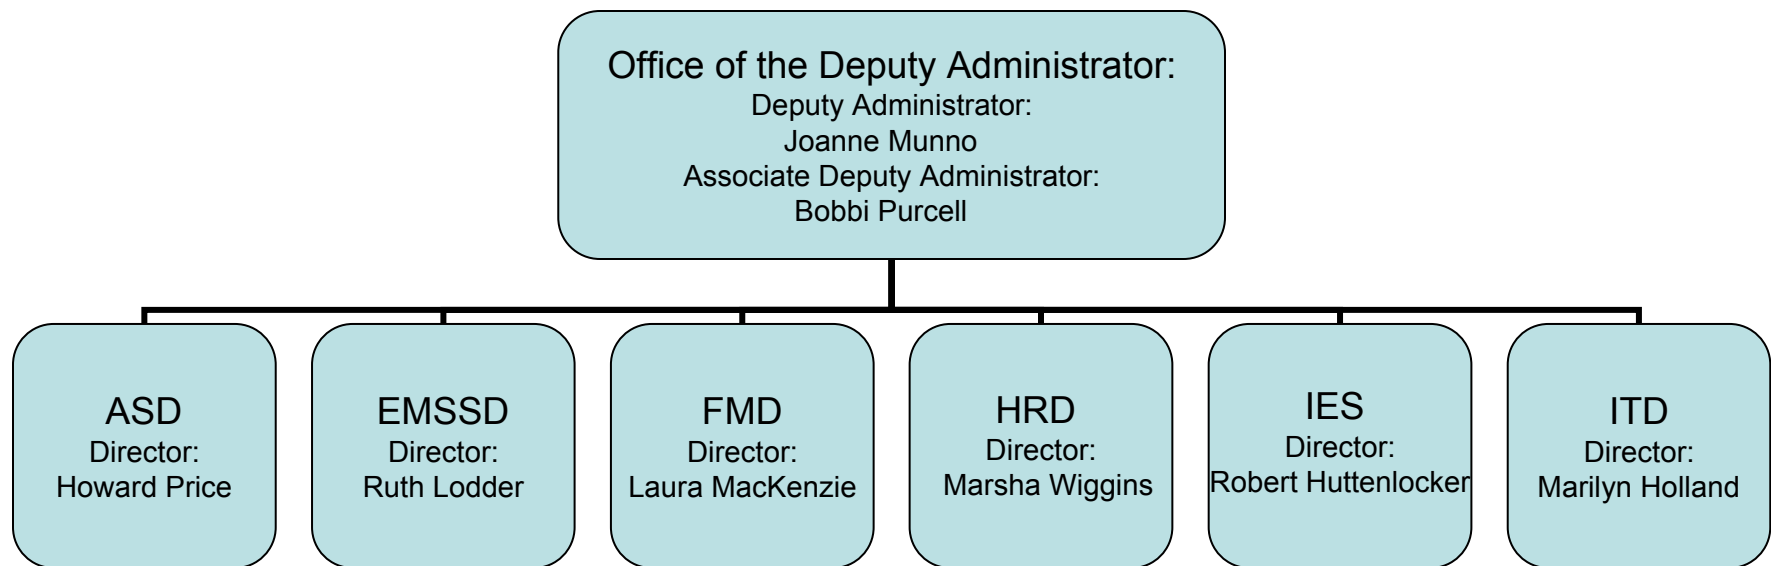 Office of the Deputy Administrator:
Deputy Administrator:
Joanne Munno
Associate Deputy Administrator:
Bobbi Purcell
ASD
Director:
Howard Price
EMSSD
Director:
Ruth Lodder
FMD
Director:
Laura MacKenzie
HRD
Director:
Marsha Wiggins
IES
Director:
Robert Huttenlocker
ITD
Director:
Marilyn Holland